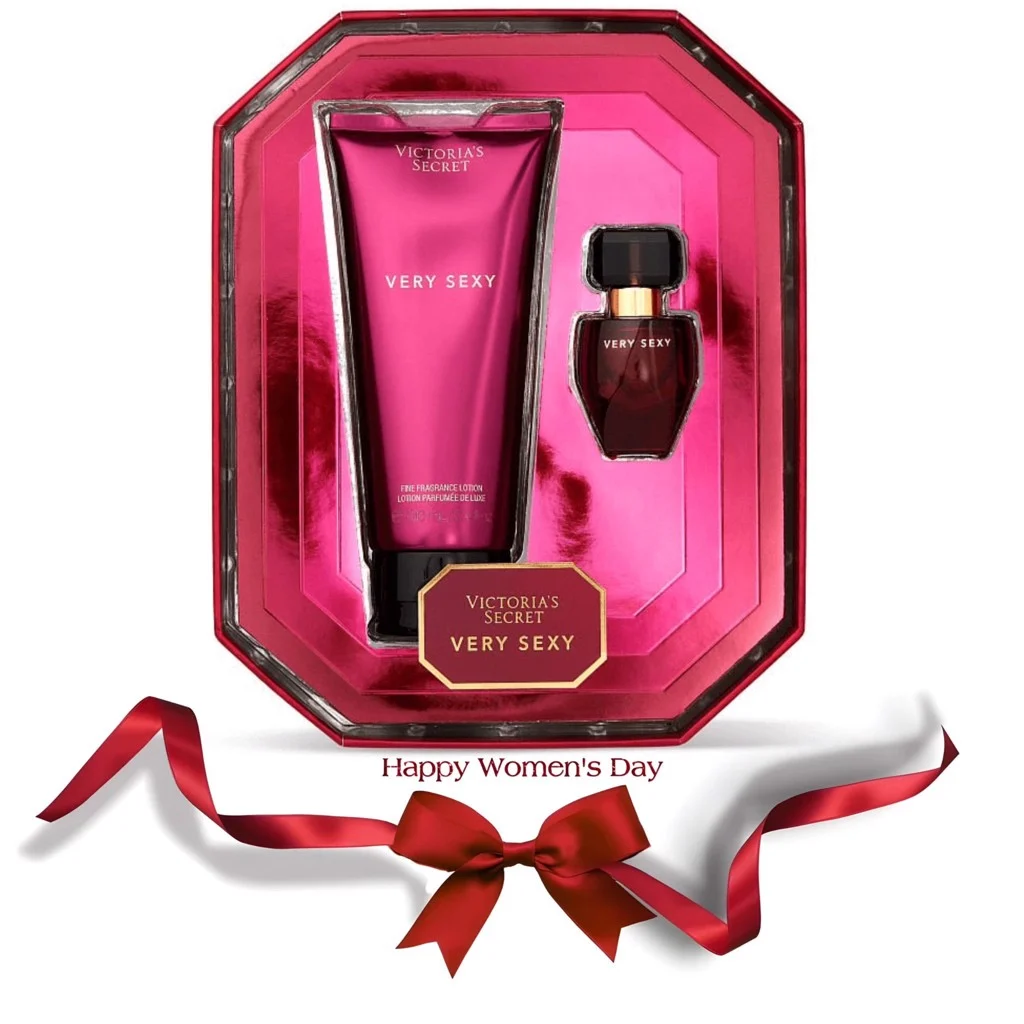 VICTORIA'S
SECRET
VERY SEXY
VERY SEXY
FINE FRAGRANCE LOTION
LOTION PARFUMÉE DE LUXE
VICTORIA'S
SECRET
VERY SEXY
Happy Women's Day